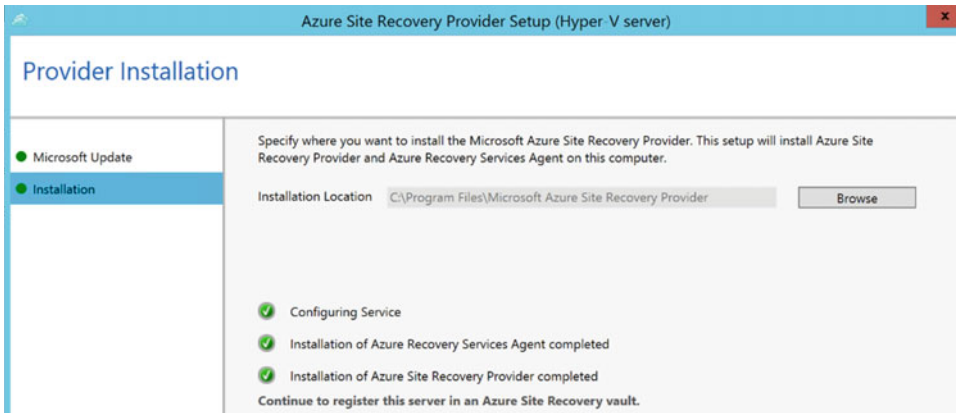 Azure Site Recovery Provider Setup (Hyper-V server)
x
Provider Installation
Microsoft Update
Installation
Specify where you want to install the Microsoft Azure Site Recovery Provider. This setup will install Azure Site
Recovery Provider and Azure Recovery Services Agent on this computer.
Installation Location C:\Program Files\Microsoft Azure Site Recovery Provider Browse
Configuring Service
Installation of Azure Recovery Services Agent completed
Installation of Azure Site Recovery Provider completed
Continue to register this server in an Azure Site Recovery vault.